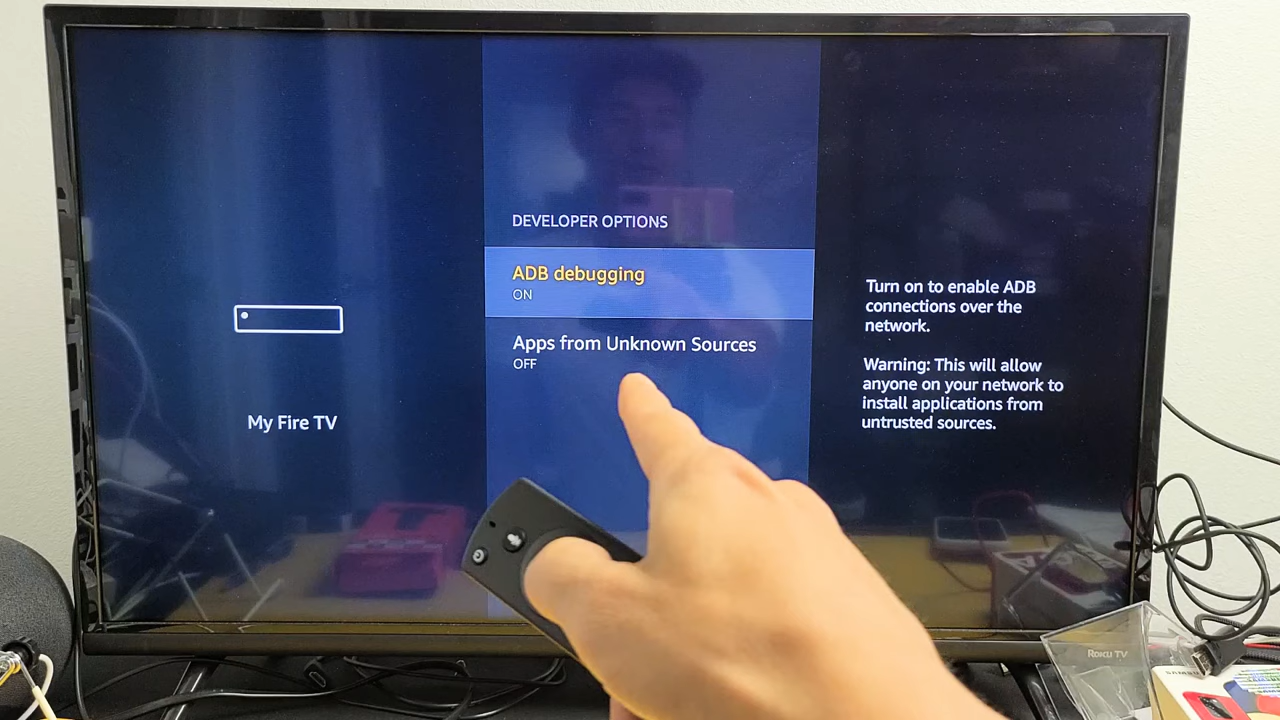 DEVELOPER OPTIONS
ADB debugging
ON
Apps from Unknown Sources
OFF
My Fire TV
Turn on to enable ADB
connections over the
network.
Warning: This will allow
anyone on your network to
install applications from
untrusted sources.
ROKU TV
SAMSUNG